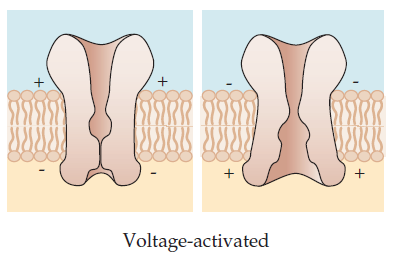 + + - -
- - + +
Voltage-activated